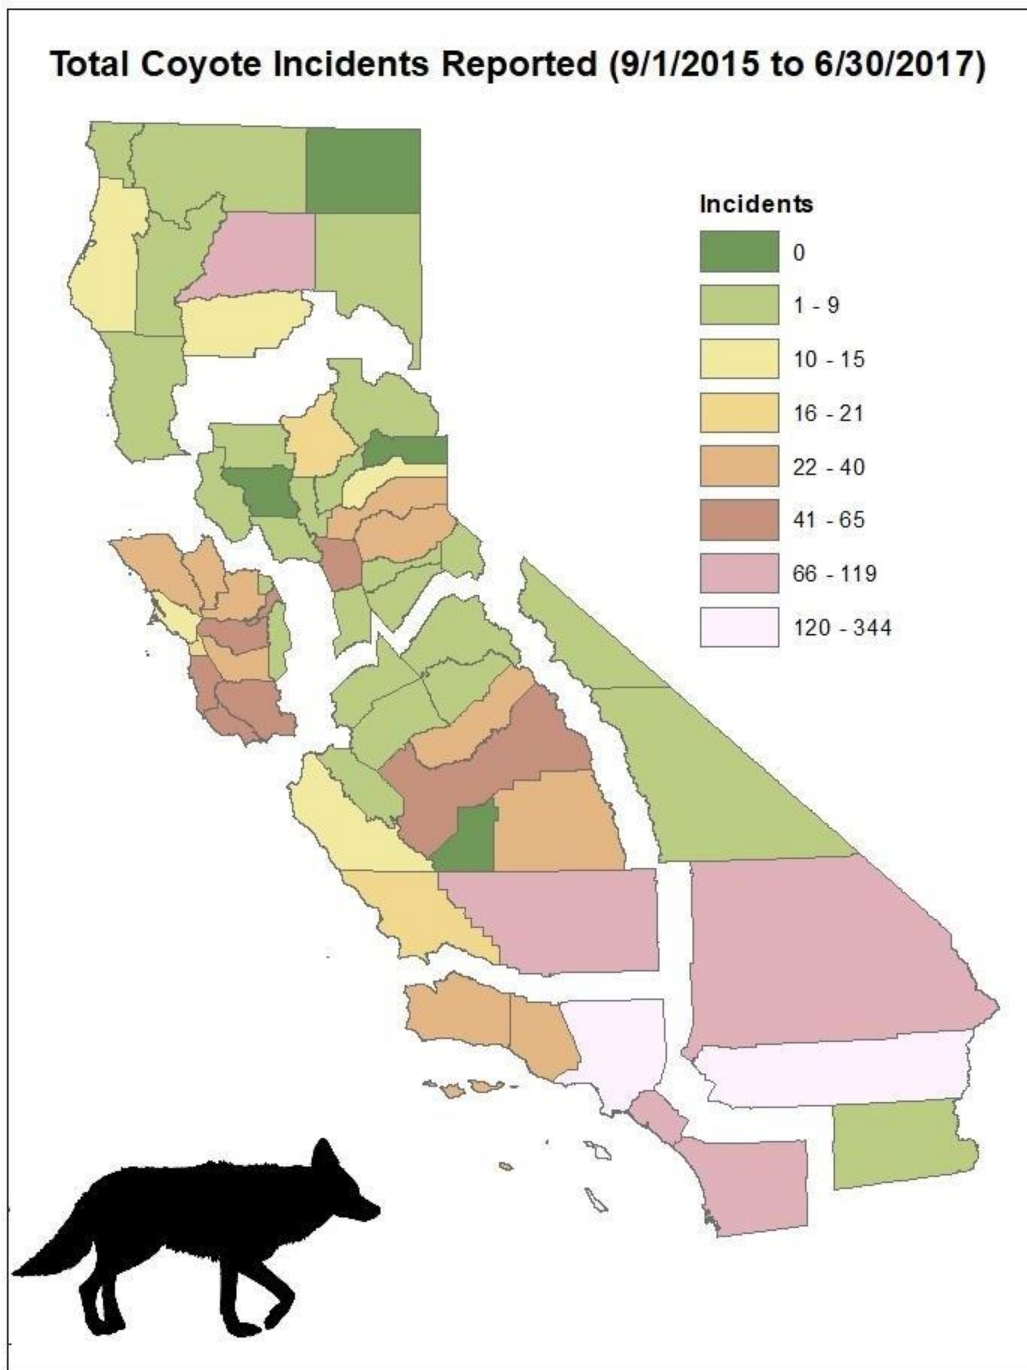 Total Coyote Incidents Reported (9/1/2015 to 6/30/2017)
Incidents
0
1 - 9
10 - 15
16 - 21
22 - 40
41 - 65
66 - 119
120 - 344